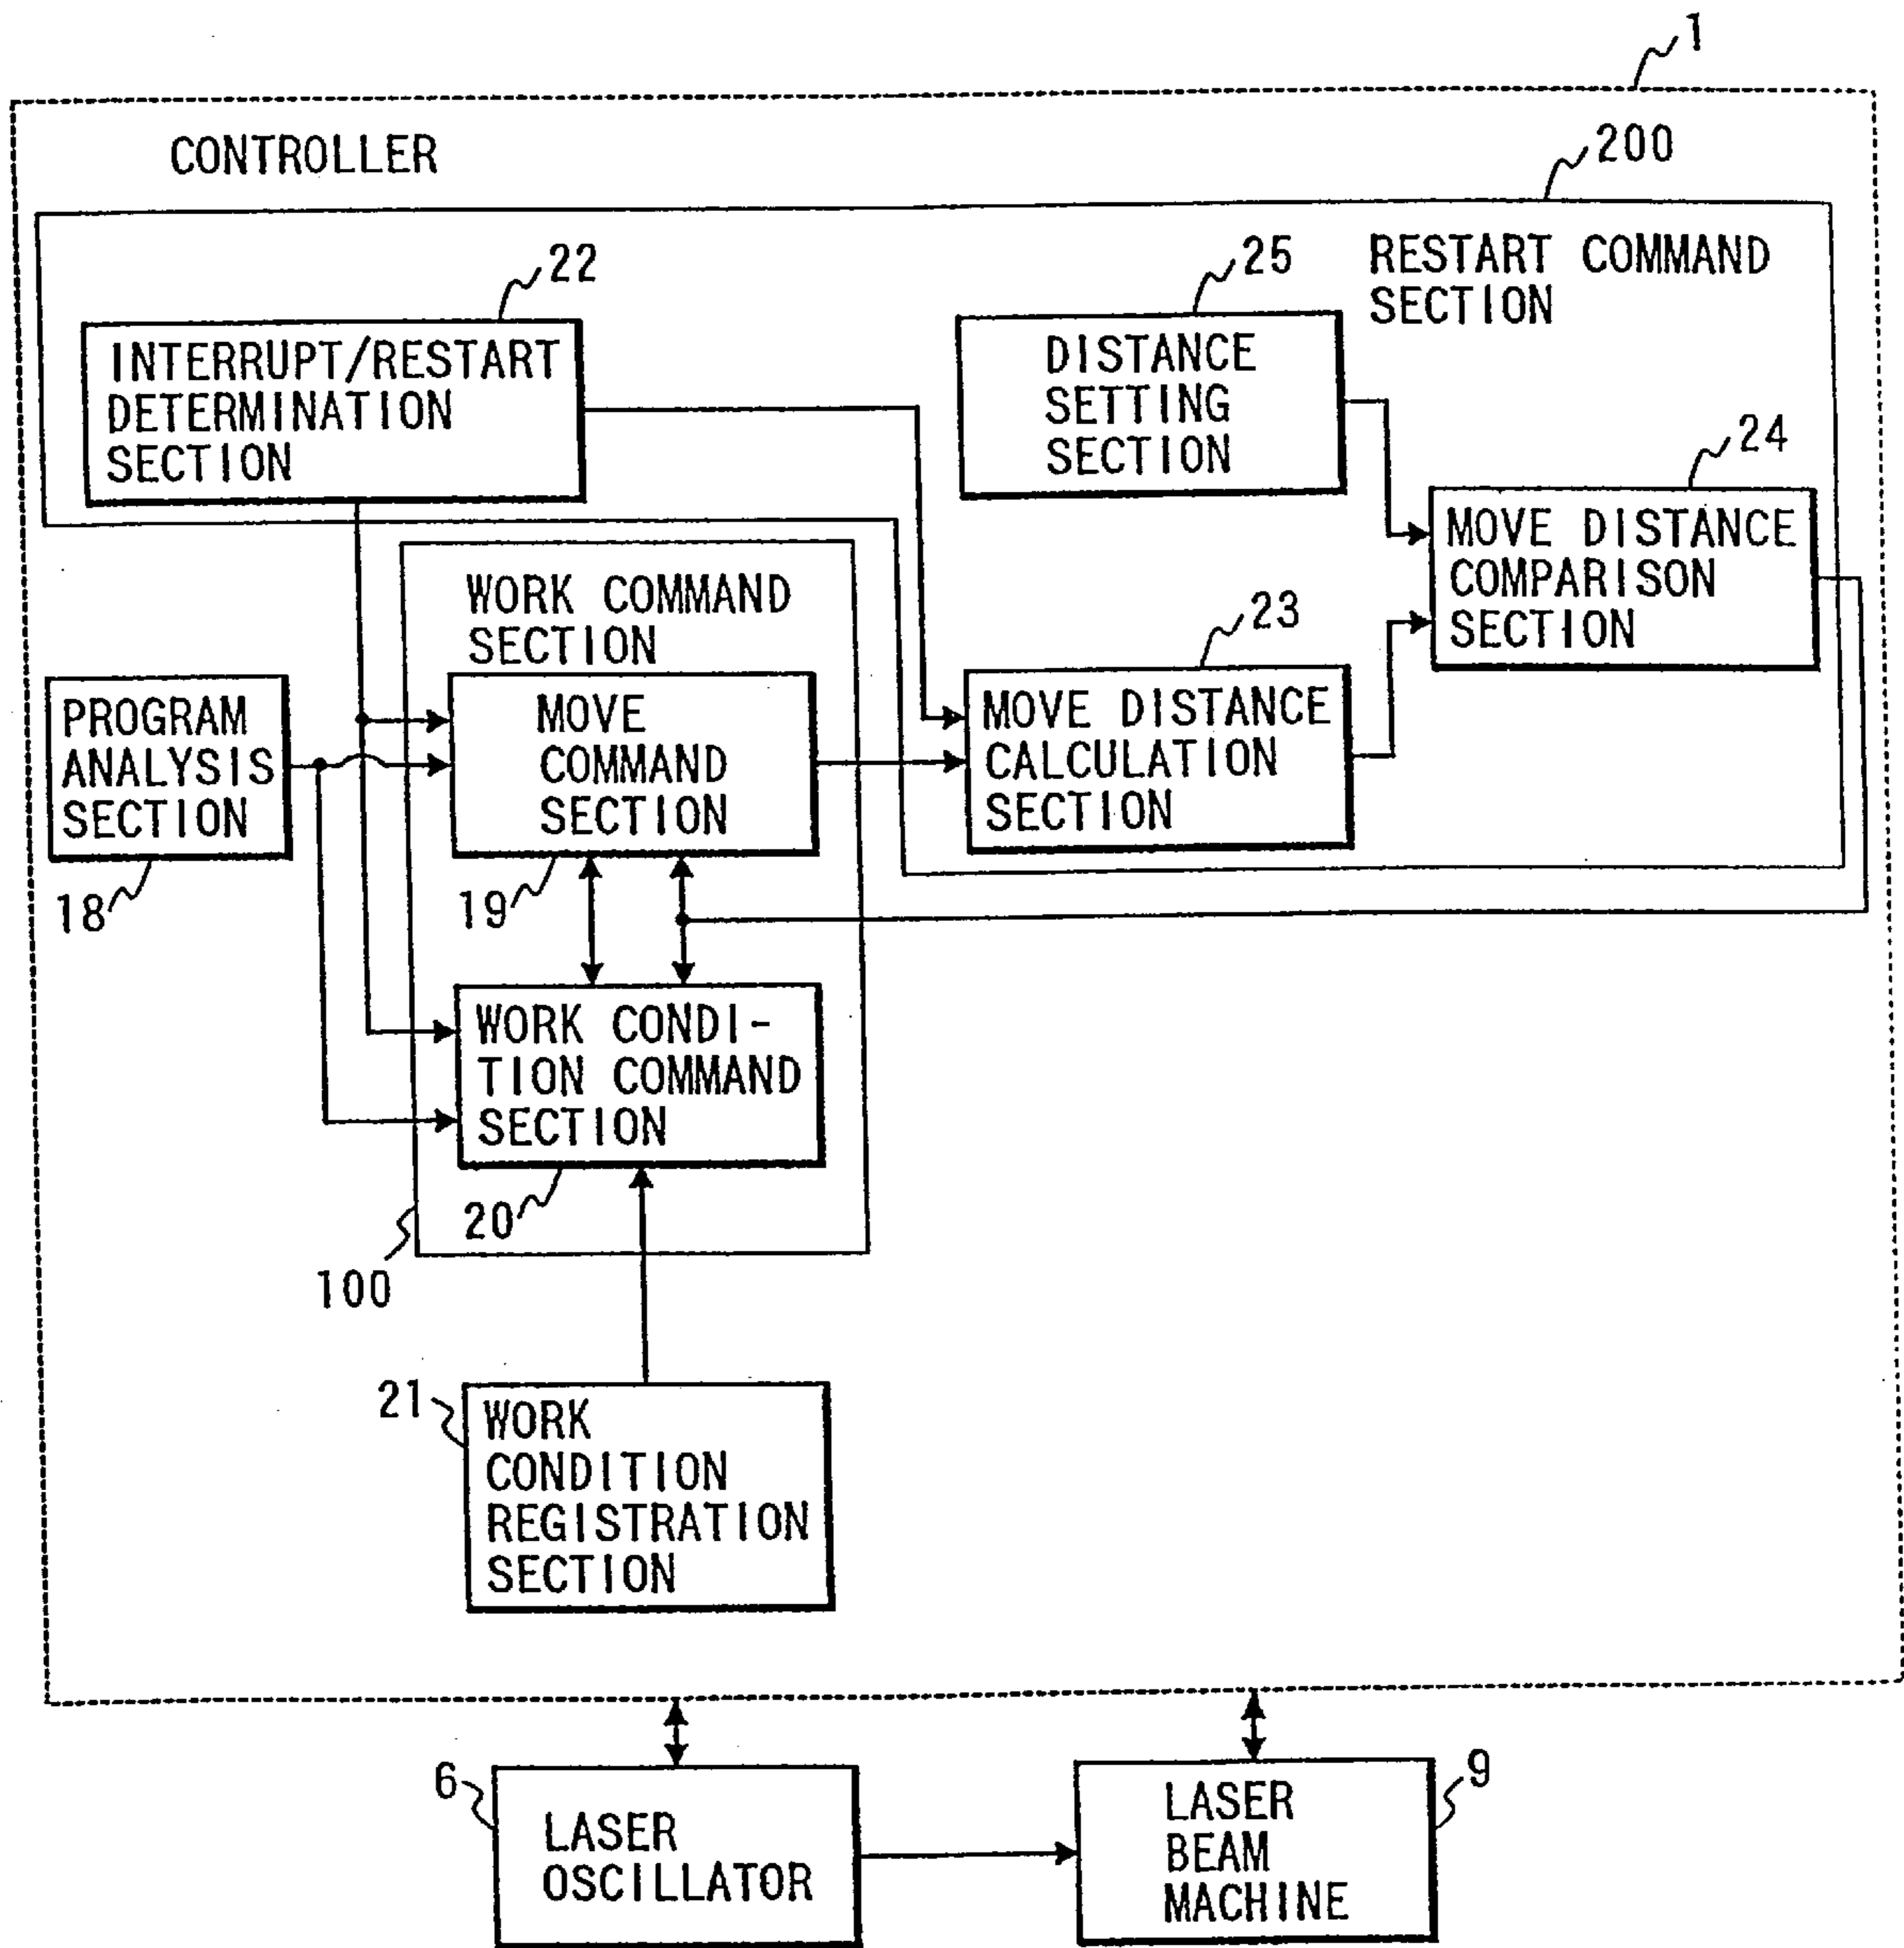 1
CONTROLLER
200
RESTART COMMAND
SECTION
22
INTERRUPT/RESTART
DETERMINATION
SECTION
25
DISTANCE
SETTING
SECTION
24
MOVE DISTANCE
COMPARISON
SECTION
WORK COMMAND
SECTION
23
MOVE DISTANCE
CALCULATION
SECTION
PROGRAM
ANALYSIS
SECTION
18
MOVE
COMMAND
SECTION
19
WORK CONDI-
TION COMMAND
SECTION
20
100
21
WORK
CONDITION
REGISTRATION
SECTION
6
LASER
OSCILLATOR
9
LASER
BEAM
MACHINE